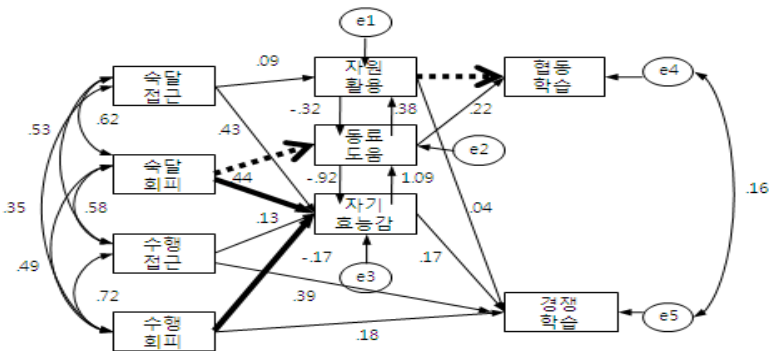 e1
.09
숙달
접근
자원
활용
협동
학습
e4
-.32
.38
.22
.53
.62
.43
동료
도움
e2
숙달
회피
.44
-.92
1.09
.16
.35
.58
.13
자기
효능감
.04
수행
접근
-.17
.17
.49
e3
.39
.72
경쟁
학습
e5
수행
회피
.18